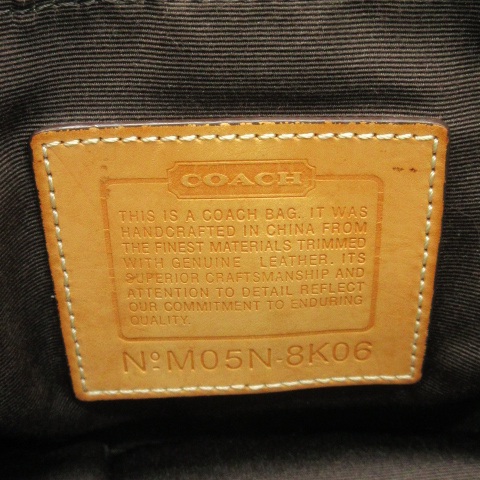 COACH
THIS IS A COACH BAG. IT WAS
HANDCRAFTED IN CHINA FROM
THE FINEST MATERIALS TRIMMED
WITH GENUINE LEATHER. ITS
SUPERIOR CRAFTSMANSHIP AND
ATTENTION TO DETAIL REFLECT
OUR COMMITMENT TO ENDURING
QUALITY.
Nº M05N-8K06